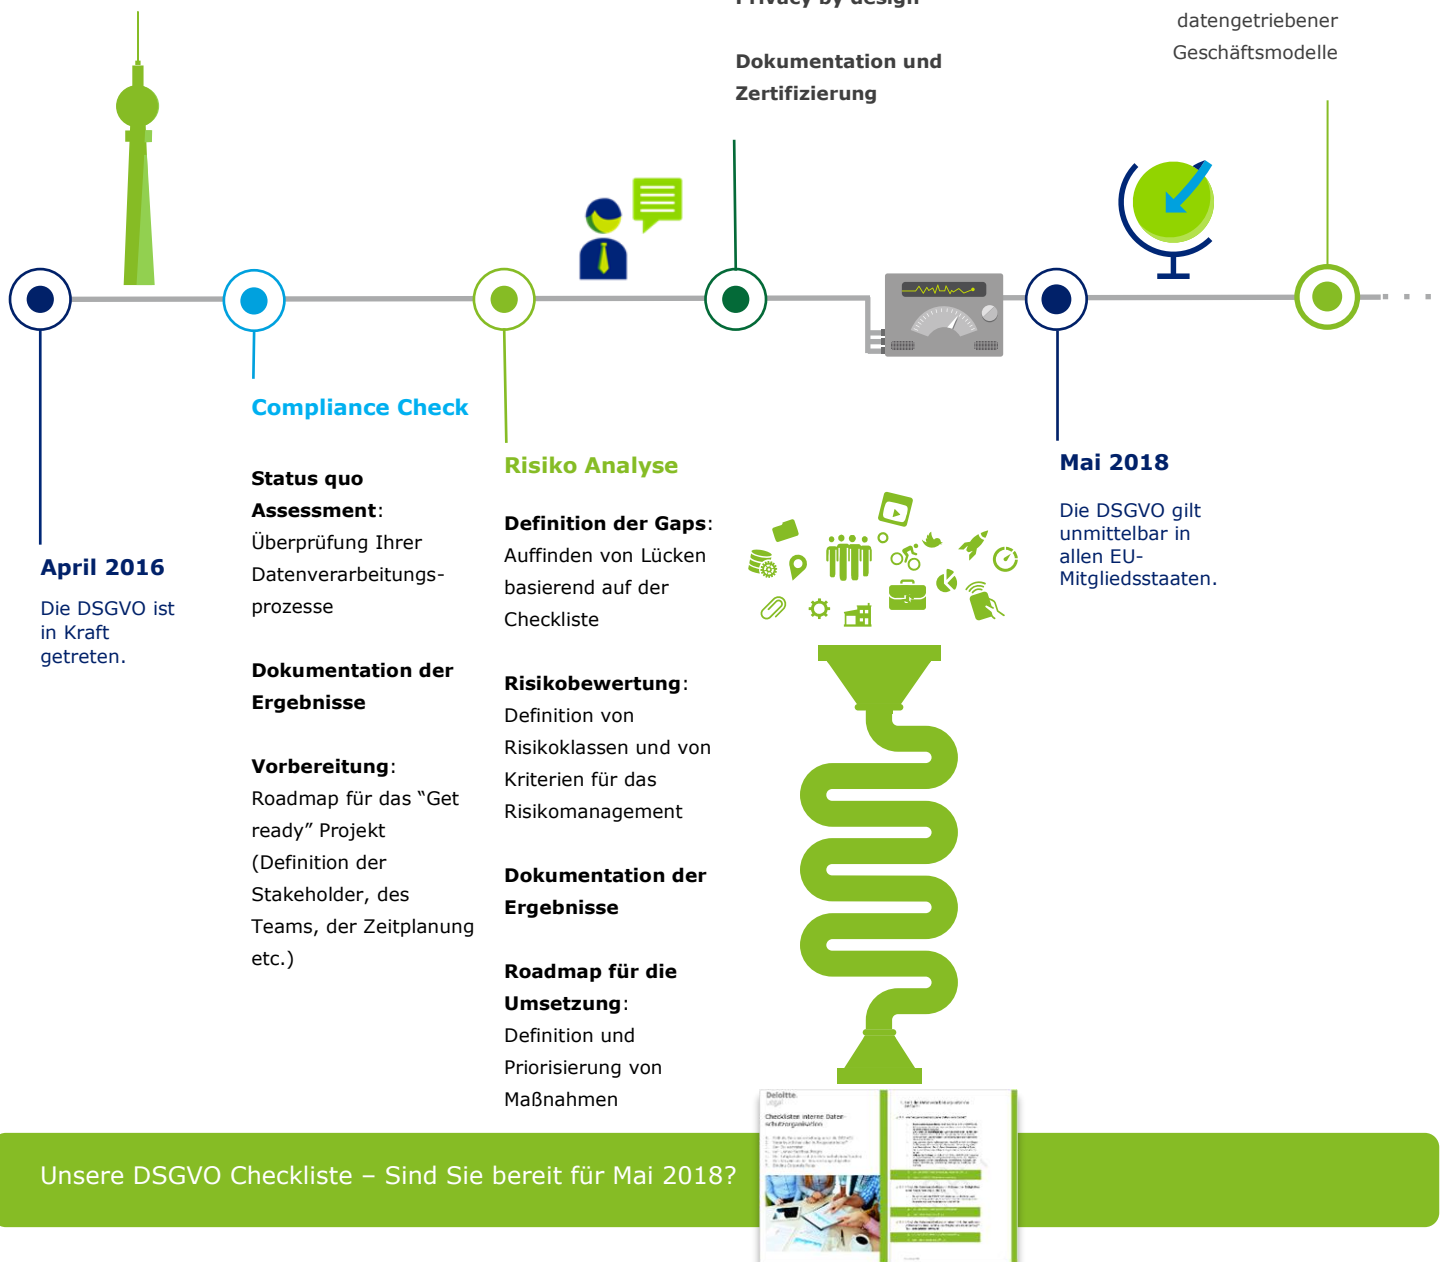 Privacy by design
Dokumentation und
Zertifizierung
datengetriebener
Geschäftsmodelle
April 2016
Die DSGVO ist
in Kraft
getreten.
Compliance Check
Status quo
Assessment:
Überprüfung Ihrer
Datenverarbeitungs-
prozesse
Dokumentation der
Ergebnisse
Vorbereitung:
Roadmap für das “Get
ready” Projekt
(Definition der
Stakeholder, des
Teams, der Zeitplanung
etc.)
Risiko Analyse
Definition der Gaps:
Auffinden von Lücken
basierend auf der
Checkliste
Risikobewertung:
Definition von
Risikoklassen und von
Kriterien für das
Risikomanagement
Dokumentation der
Ergebnisse
Roadmap für die
Umsetzung:
Definition und
Priorisierung von
Maßnahmen
Mai 2018
Die DSGVO gilt
unmittelbar in
allen EU-
Mitgliedsstaaten.
Unsere DSGVO Checkliste – Sind Sie bereit für Mai 2018?
Deloitte.
Checklisten interne Daten-
schutzorganisation